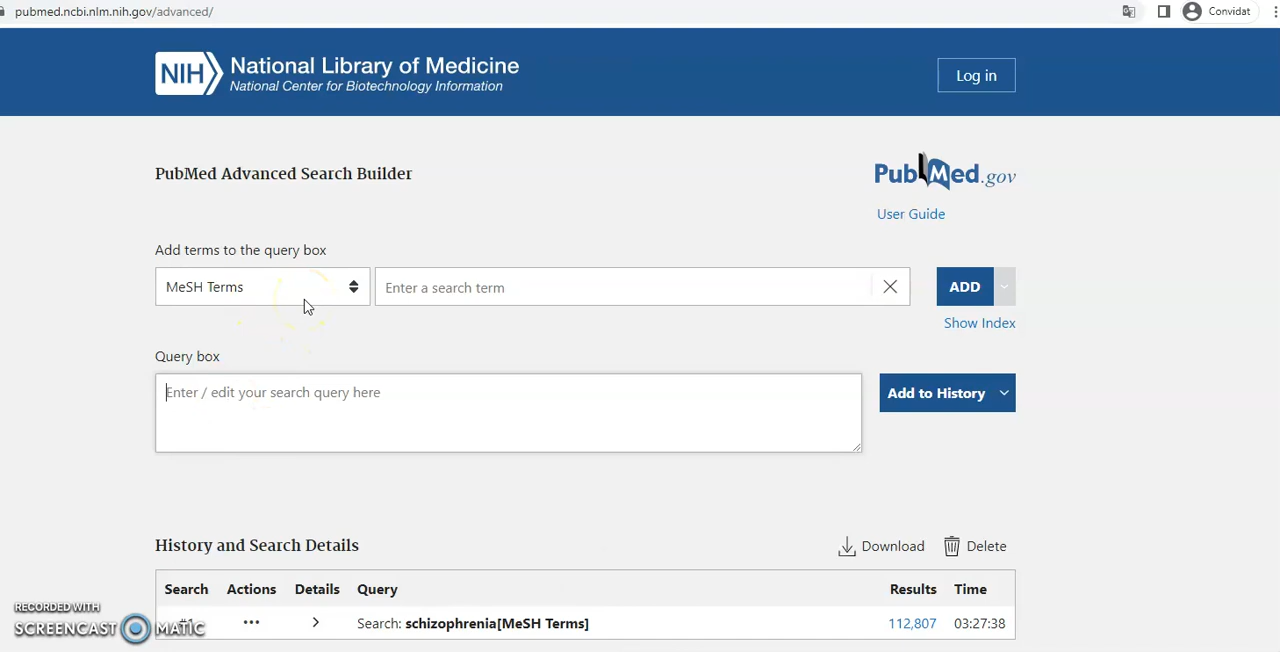 pubmed.ncbi.nlm.nih.gov/advanced/
Convidat
NIH National Library of Medicine
National Center for Biotechnology Information
Log in
PubMed Advanced Search Builder
PubMed.gov
User Guide
Add terms to the query box
MeSH Terms
Enter a search term
ADD
Show Index
Query box
Enter / edit your search query here
Add to History
History and Search Details
Download
Delete
Search Actions Details Query Results Time
#1 ... > Search: schizophrenia[MeSH Terms] 112,807 03:27:38
RECORDED WITH
SCREENCAST MATIC